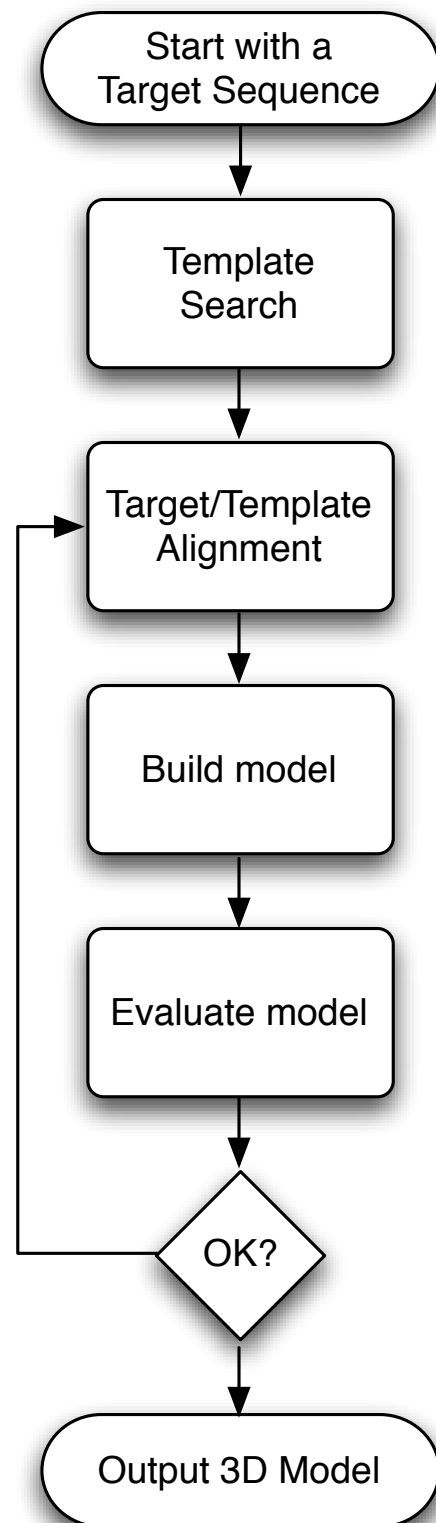 Start with a
Target Sequence
Template
Search
Target/Template
Alignment
Build model
Evaluate model
OK?
Output 3D Model